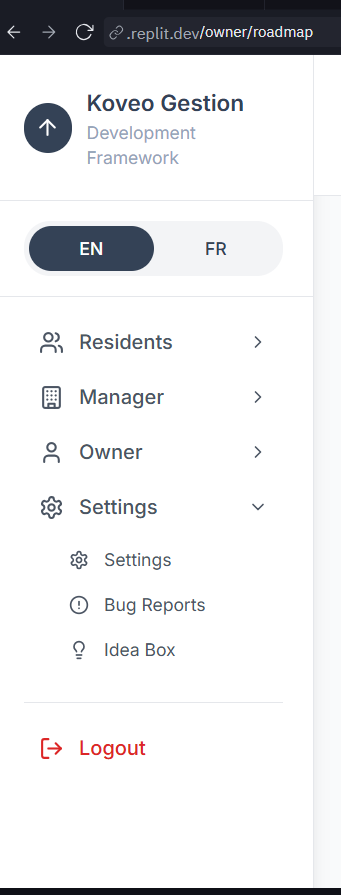 .replit.dev/owner/roadmap
Koveo Gestion
Development
Framework
EN FR
Residents
Manager
Owner
Settings
Settings
Bug Reports
Idea Box
Logout